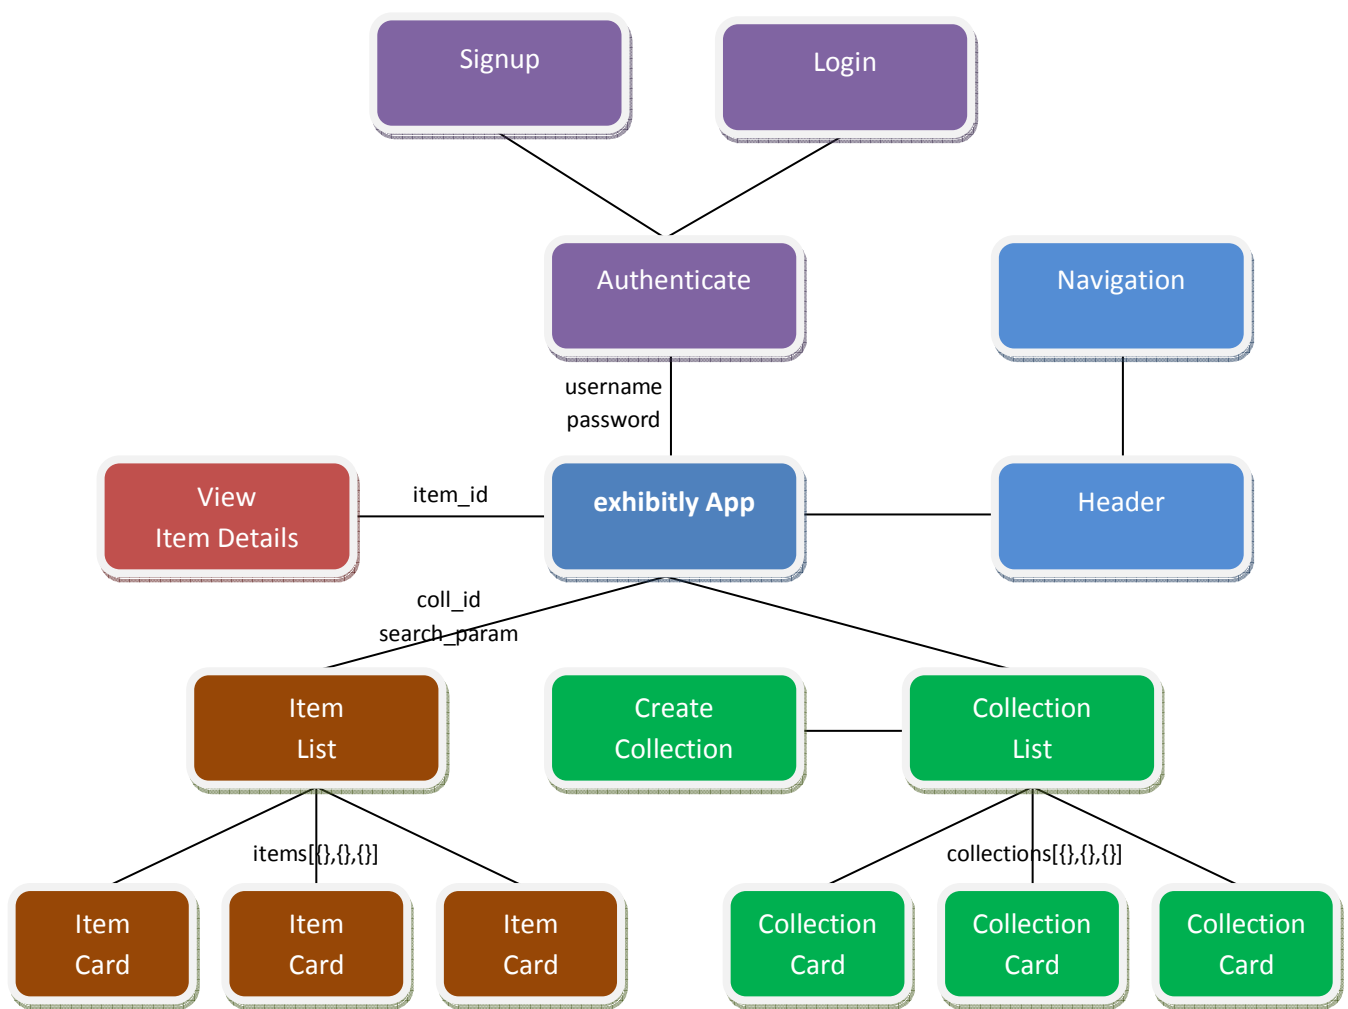 Signup
Login
Authenticate
Navigation
username
password
View
Item Details
item_id
exhibitly App
Header
coll_id
search_param
Item
List
Create
Collection
Collection
List
items[{},{},{}]
collections[{},{},{}]
Item
Card
Item
Card
Item
Card
Collection
Card
Collection
Card
Collection
Card